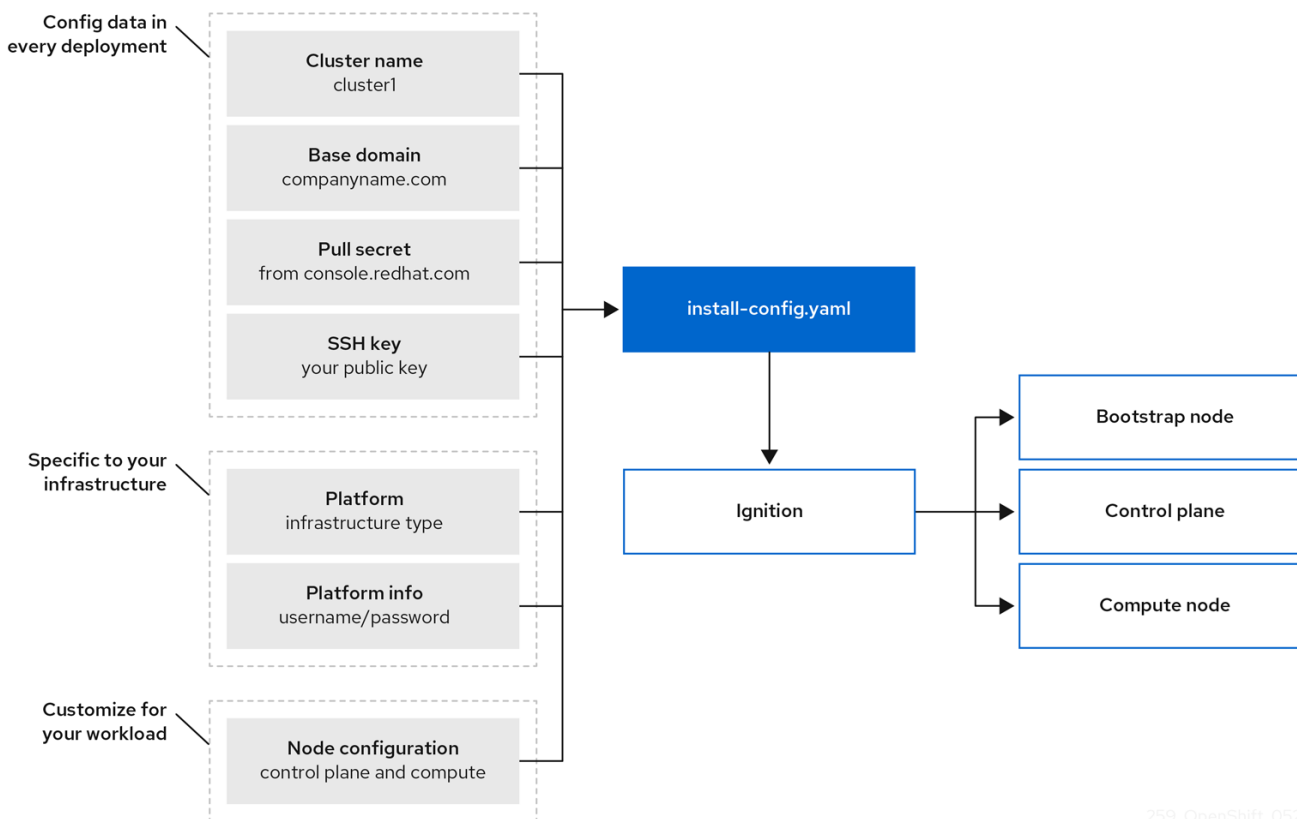 Config data in
every deployment
Cluster name
cluster1
Base domain
companyname.com
Pull secret
from console.redhat.com
SSH key
your public key
Specific to your
infrastructure
Platform
infrastructure type
Platform info
username/password
Customize for
your workload
Node configuration
control plane and compute
install-config.yaml
Ignition
Bootstrap node
Control plane
Compute node
259_OpenShift_05